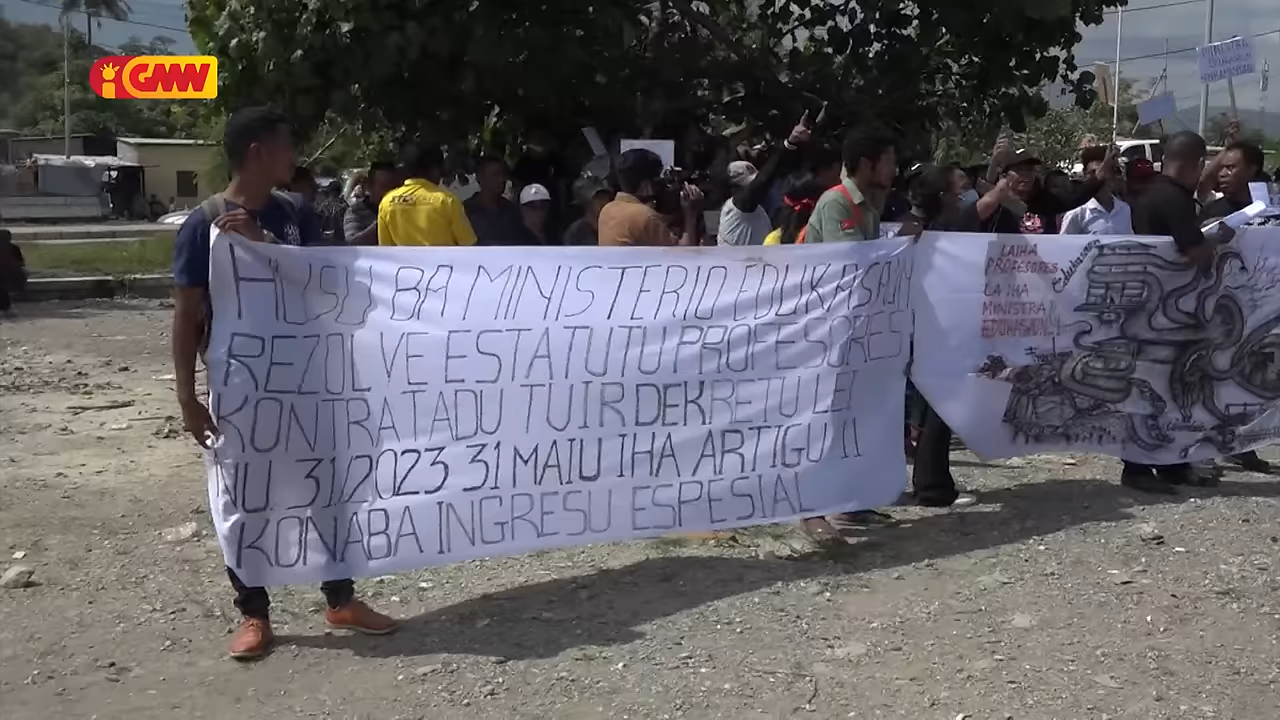 GMW
HUSU BA MINISTERIO EDUKASAUN
REZOLVE ESTATUTU PROFESORES
KONTRATADU TUIR DEKRETU LEI
NU. 31/2023 31 MAIU IHA ARTIGU 11
KONABA INGRESU ESPESIAL
LAIHA
PROFESORES
LA IHA
MINISTRA
EDUKASAUN